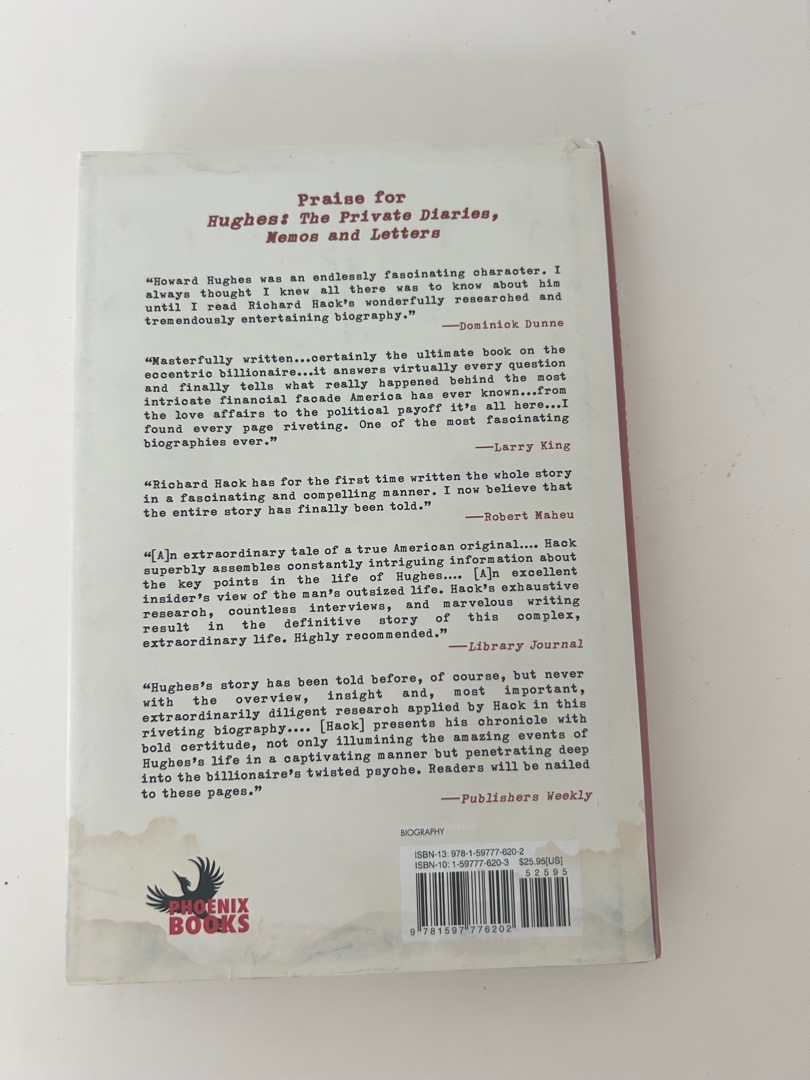 Praise for
Hughes: The Private Diaries,
Memos and Letters
“Howard Hughes was an endlessly fascinating character. I
always thought I knew all there was to know about him
until I read Richard Hack’s wonderfully researched and
tremendously entertaining biography.”
—Dominick Dunne
“Masterfully written...certainly the ultimate book on the
eccentric billionaire...it answers virtually every question
and finally tells what really happened behind the most
intricate financial facade America has ever known...from
the love affairs to the political payoff it’s all here...I
found every page riveting. One of the most fascinating
biographies ever.”
—Larry King
“Richard Hack has for the first time written the whole story
in a fascinating and compelling manner. I now believe that
the entire story has finally been told.”
—Robert Maheu
“[A]n extraordinary tale of a true American original.... Hack
superbly assembles constantly intriguing information about
the key points in the life of Hughes.... [A]n excellent
insider’s view of the man’s outsized life. Hack’s exhaustive
research, countless interviews, and marvelous writing
result in the definitive story of this complex,
extraordinary life. Highly recommended.”
—Library Journal
“Hughes’s story has been told before, of course, but never
with the overview, insight and, most important,
extraordinarily diligent research applied by Hack in this
riveting biography.... [Hack] presents his chronicle with
bold certitude, not only illumining the amazing events of
Hughes’s life in a captivating manner but penetrating deep
into the billionaire’s twisted psyche. Readers will be nailed
to these pages.”
—Publishers Weekly
BIOGRAPHY
ISBN-13: 978-1-59777-620-2
ISBN-10: 1-59777-620-3 $25.95[US]
5 2 5 9 5
9 781597 776202
PHOENIX
BOOKS